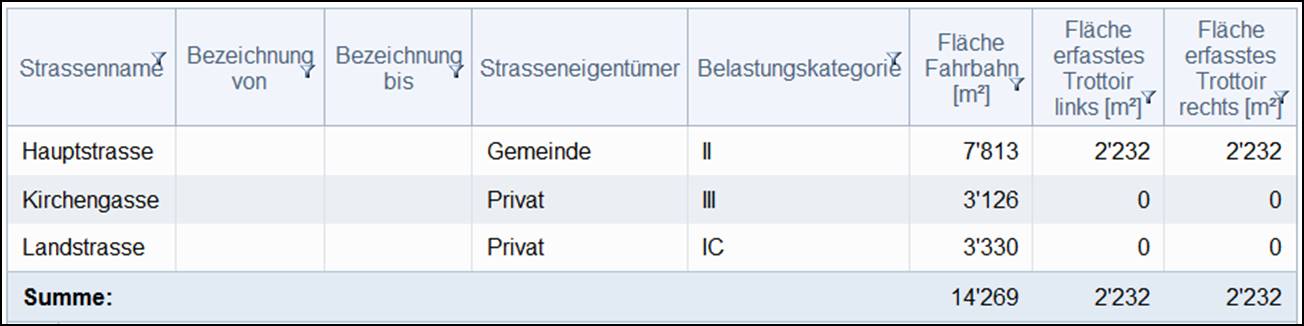 Strassenname Bezeichnung von Bezeichnung bis Strasseneigentümer Belastungskategorie Fläche Fahrbahn [m²] Fläche erfasstes Trottoir links [m²] Fläche erfasstes Trottoir rechts [m²]
Hauptstrasse Gemeinde II 7'813 2'232 2'232
Kirchengasse Privat III 3'126 0 0
Landstrasse Privat IC 3'330 0 0
Summe: 14'269 2'232 2'232